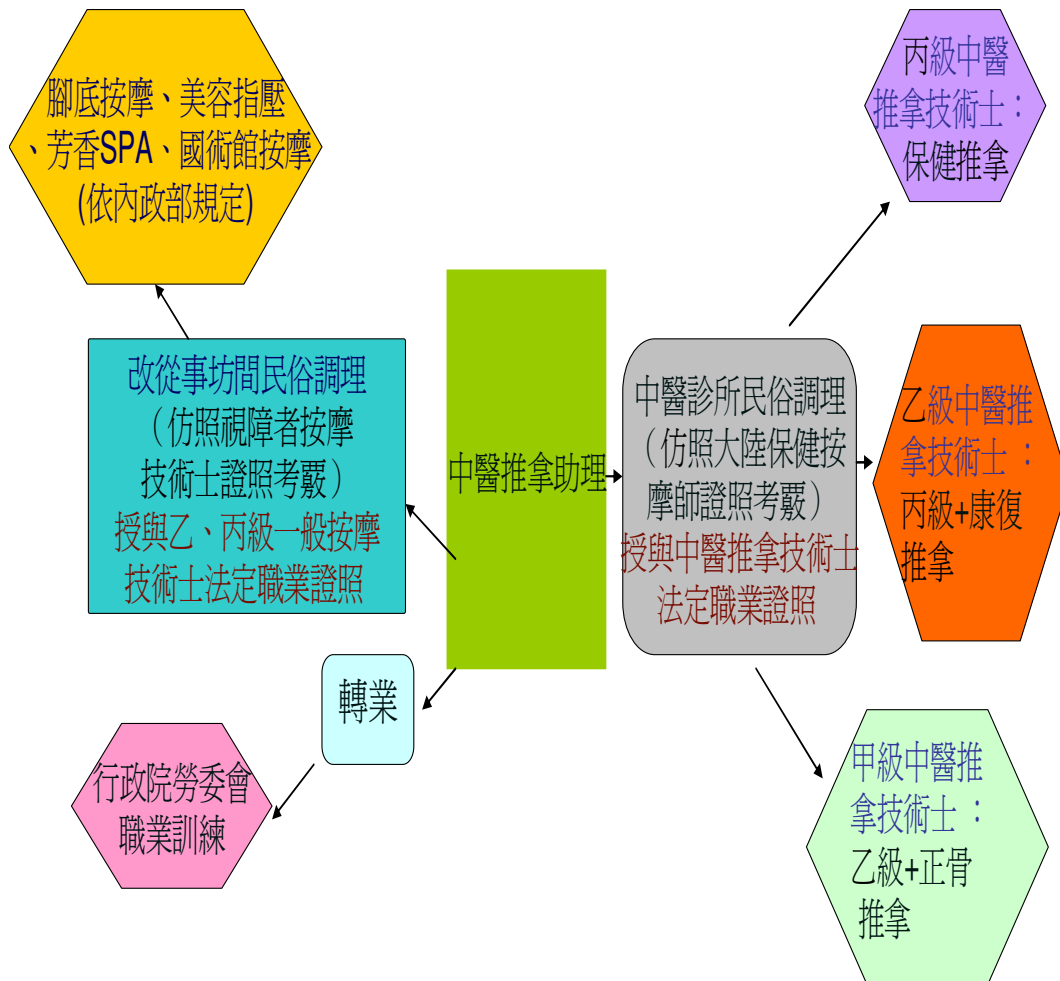 腳底按摩、美容指壓
、芳香SPA、國術館按摩
(依內政部規定)
丙級中醫
推拿技術士：
保健推拿
改從事坊間民俗調理
（仿照視障者按摩
技術士證照考覈）
授與乙、丙級一般按摩
技術士法定職業證照
中醫推拿助理
中醫診所民俗調理
（仿照大陸保健按
摩師證照考覈）
授與中醫推拿技術士
法定職業證照
乙級中醫推
拿技術士：
丙級+康復
推拿
轉業
行政院勞委會
職業訓練
甲級中醫推
拿技術士：
乙級+正骨
推拿